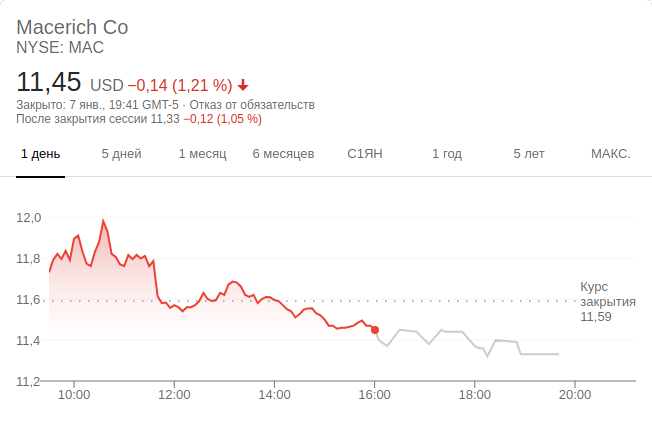 Macerich Co
NYSE: MAC
11,45 USD −0,14 (1,21 %)
Закрыто: 7 янв., 19:41 GMT-5 · Отказ от обязательств
После закрытия сессии 11,33 −0,12 (1,05 %)
1 день 5 дней 1 месяц 6 месяцев С1ЯН 1 год 5 лет МАКС.
12,0
11,8
11,6
11,4
11,2
Курс
закрытия
11,59
10:00 12:00 14:00 16:00 18:00 20:00